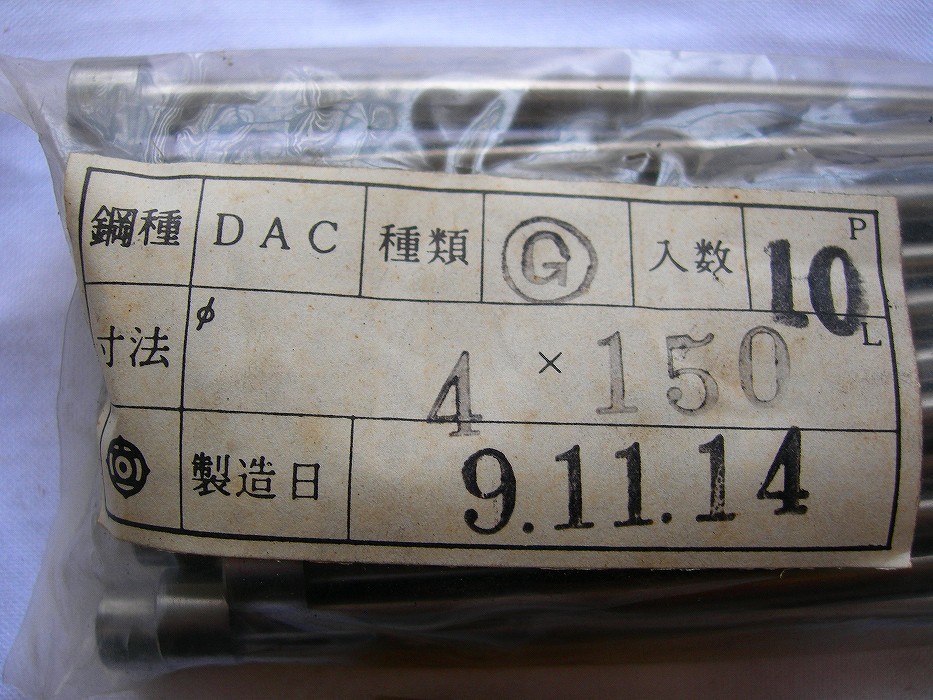 鋼種 DAC 種類 G 入数 10 P
寸法 φ 4 × 150 L
製造日 9.11.14